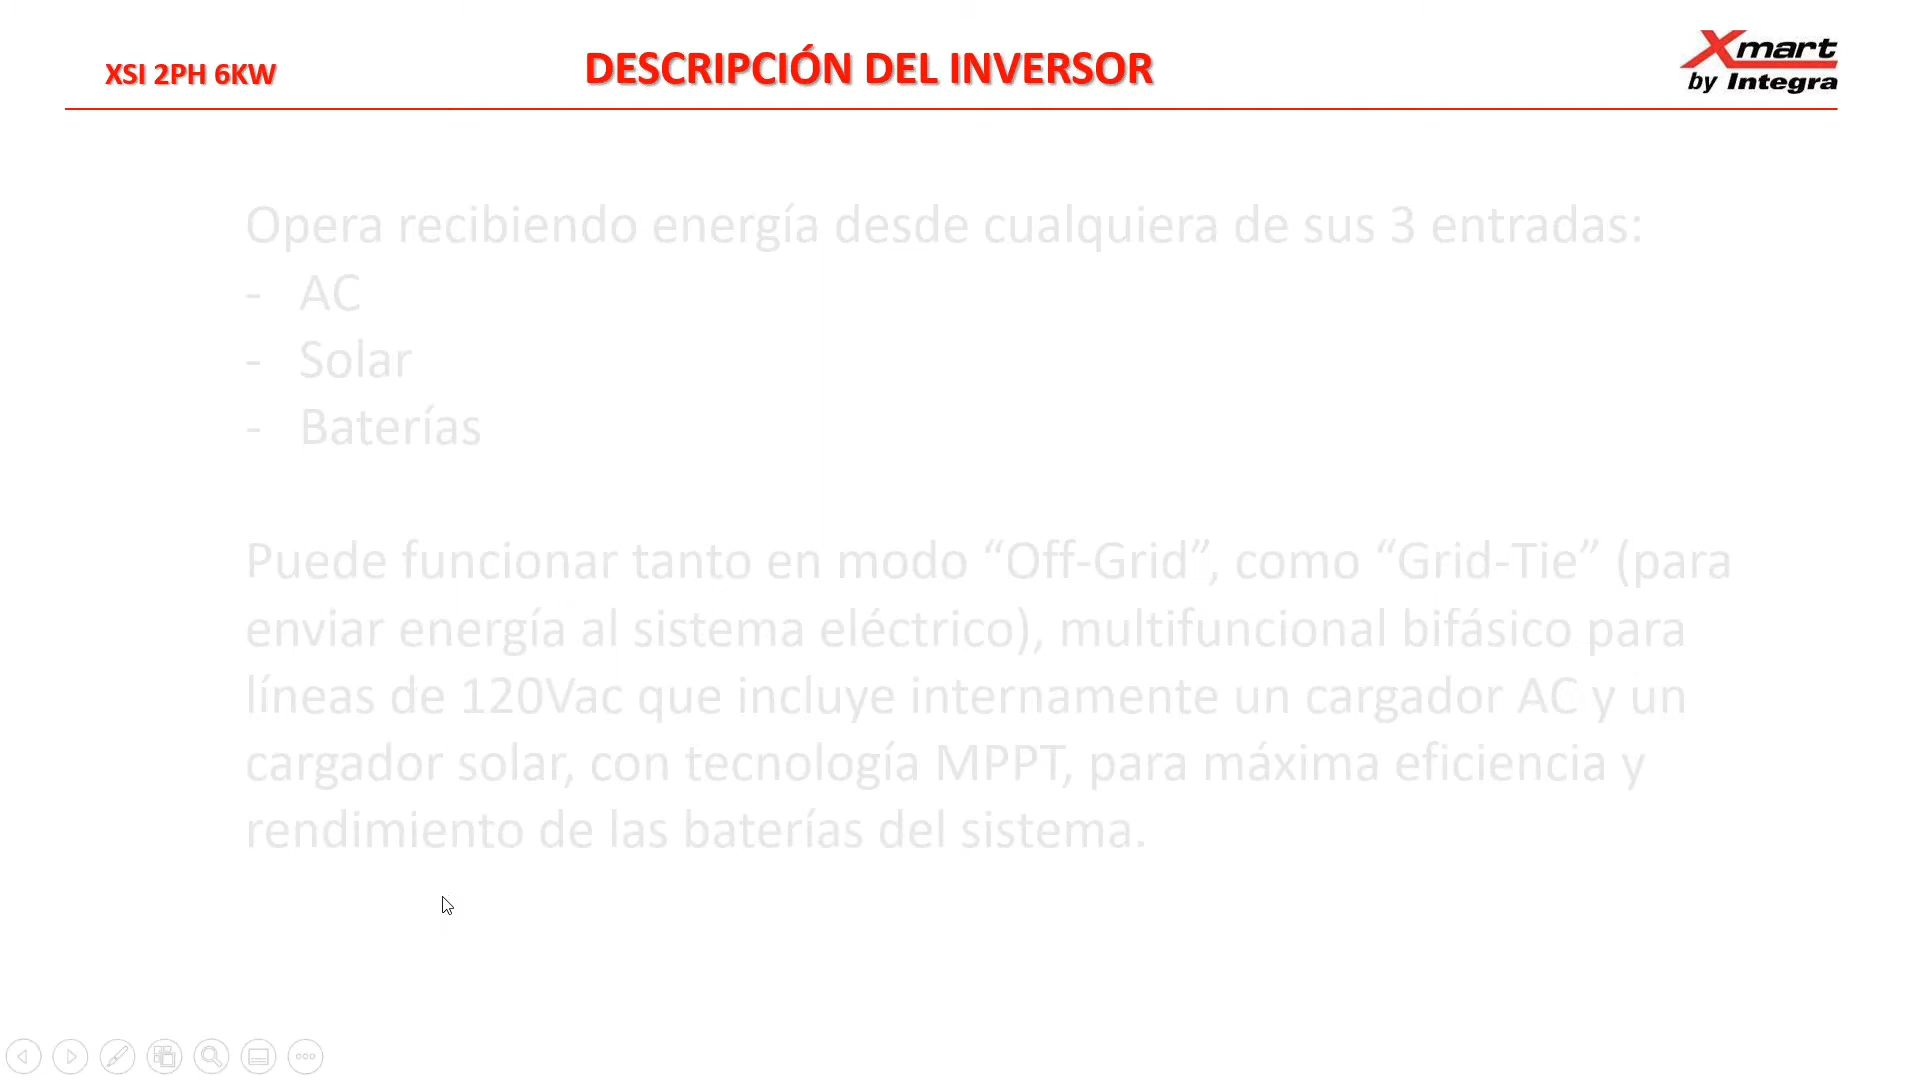 XSI 2PH 6KW
DESCRIPCIÓN DEL INVERSOR
Xmart
by Integra
Opera recibiendo energía desde cualquiera de sus 3 entradas:
- AC
- Solar
- Baterías
Puede funcionar tanto en modo “Off-Grid”, como “Grid-Tie” (para
enviar energía al sistema eléctrico), multifuncional bifásico para
líneas de 120Vac que incluye internamente un cargador AC y un
cargador solar, con tecnología MPPT, para máxima eficiencia y
rendimiento de las baterías del sistema.